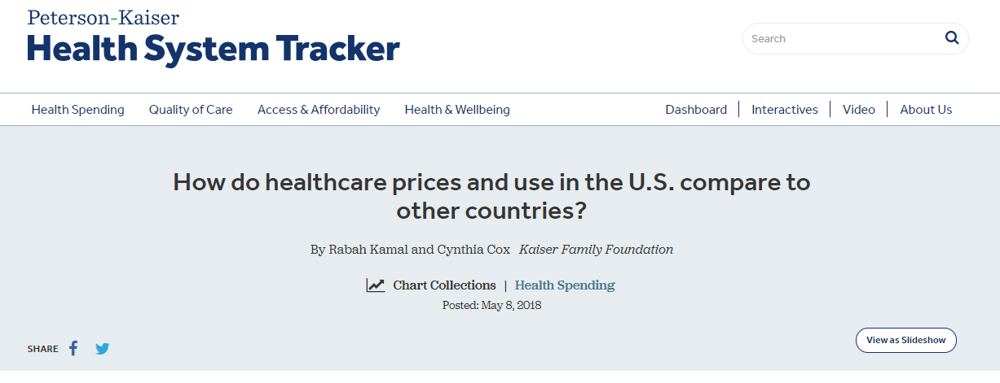 Peterson-Kaiser
Health System Tracker
Search
Health Spending
Quality of Care
Access & Affordability
Health & Wellbeing
Dashboard
Interactives
Video
About Us
How do healthcare prices and use in the U.S. compare to
other countries?
By Rabah Kamal and Cynthia Cox Kaiser Family Foundation
Chart Collections | Health Spending
Posted: May 8, 2018
SHARE
View as Slideshow